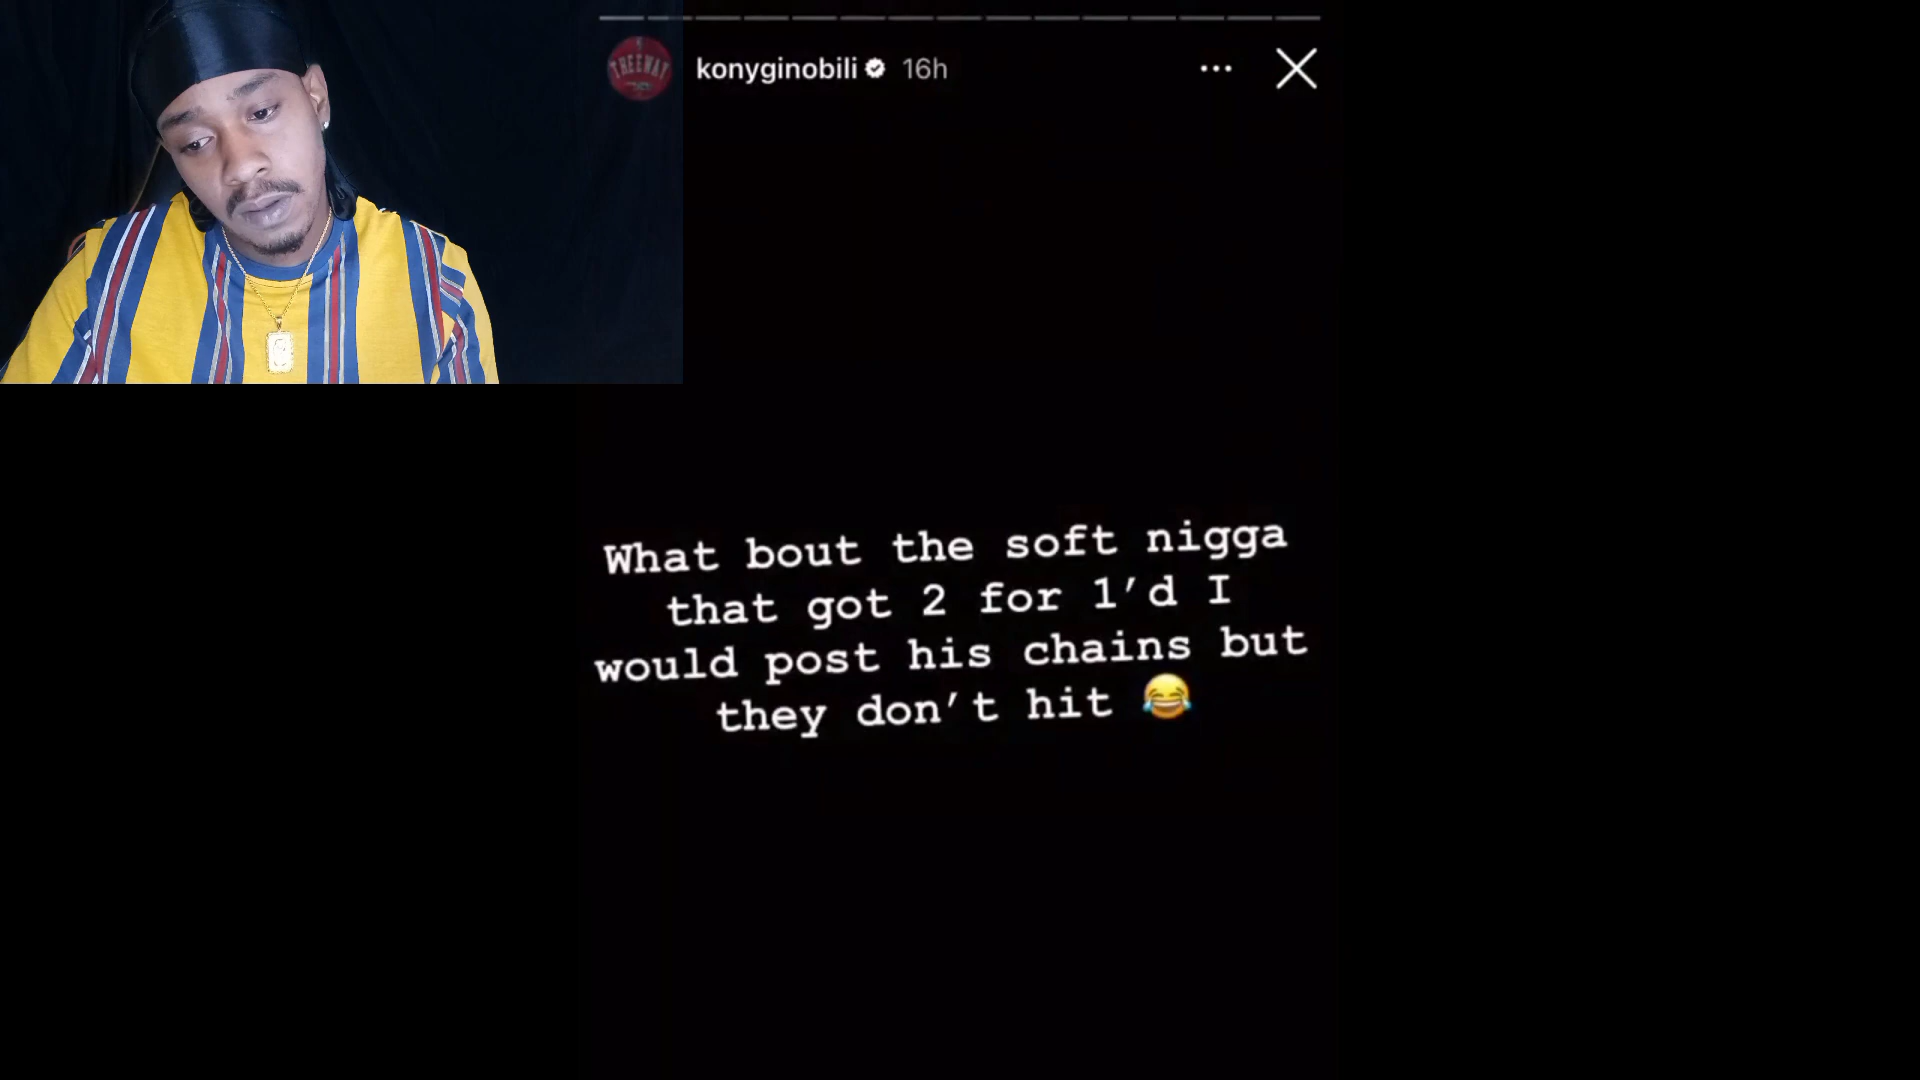 THEEWAY
konyginobili 16h
What bout the soft nigga
that got 2 for 1'd I
would post his chains but
they don't hit 😂